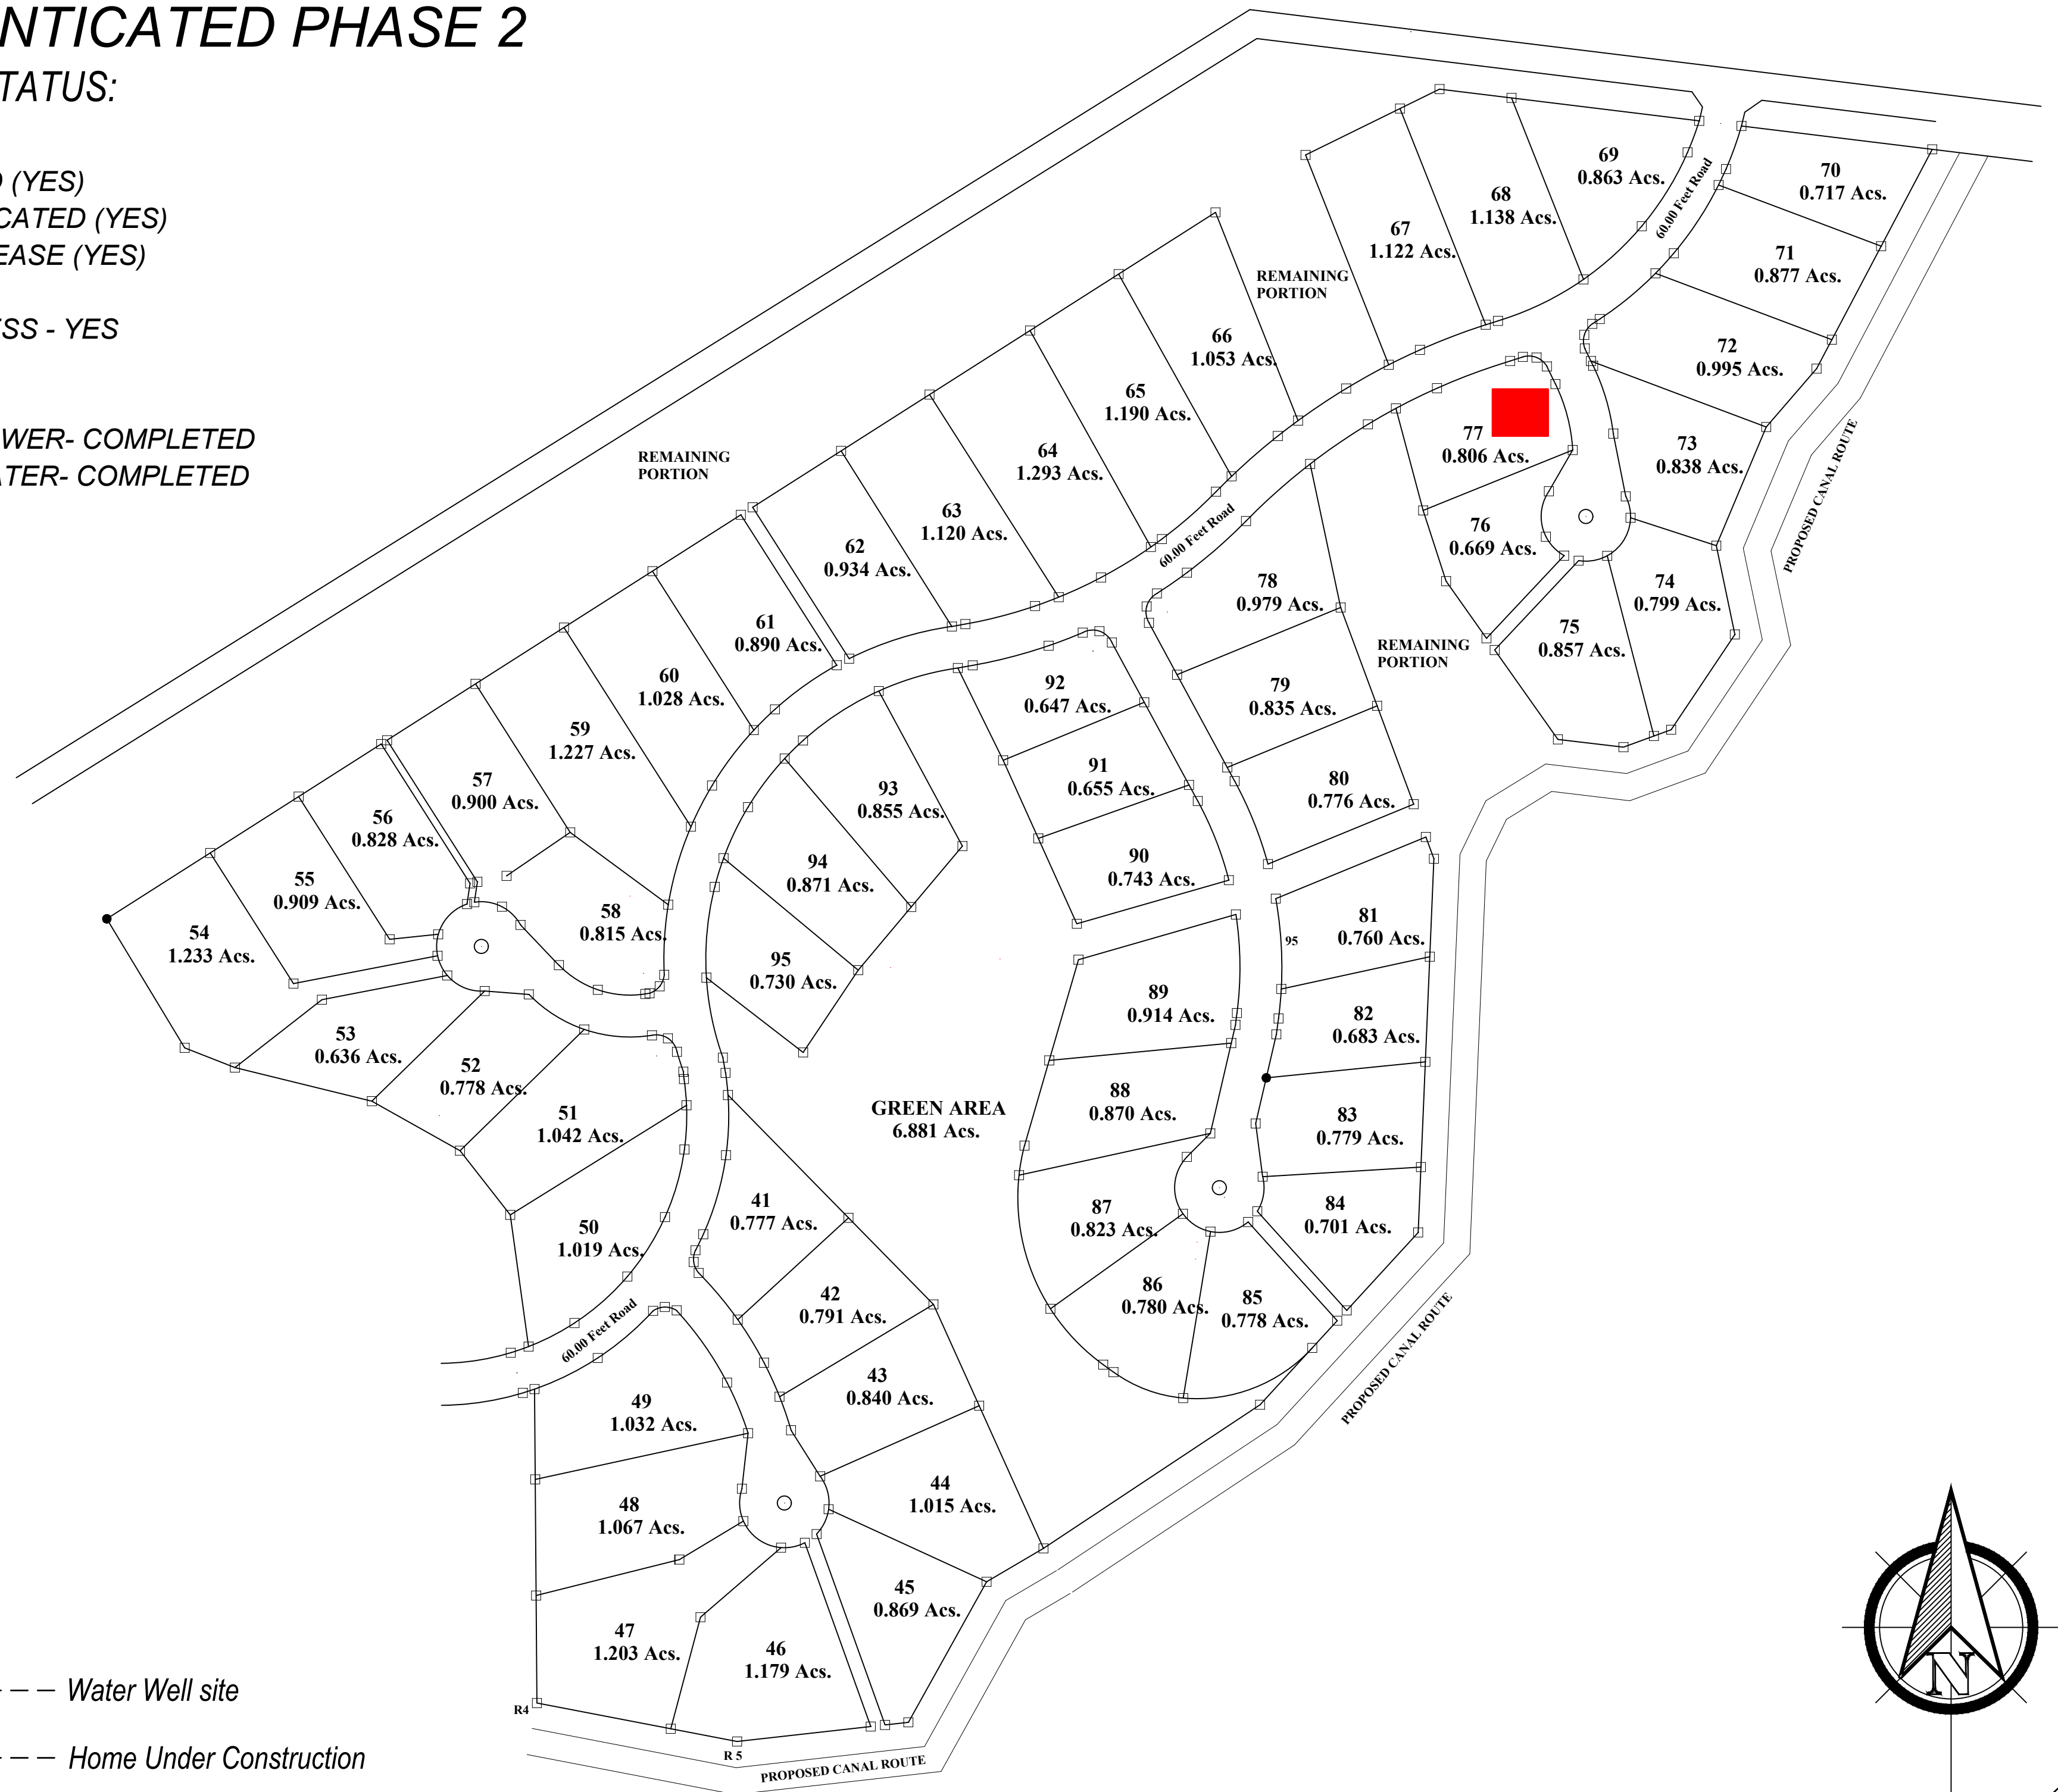 NTICATED PHASE 2
TATUS:
(YES)
CATED (YES)
EASE (YES)
SS - YES
WER- COMPLETED
ATER- COMPLETED
69
0.863 Acs.
60.00 Feet Road
70
0.717 Acs.
68
1.138 Acs.
67
1.122 Acs.
71
0.877 Acs.
REMAINING
PORTION
66
1.053 Acs.
72
0.995 Acs.
65
1.190 Acs.
77
0.806 Acs.
73
0.838 Acs.
PROPOSED CANAL ROUTE
REMAINING
PORTION
64
1.293 Acs.
63
1.120 Acs.
62
0.934 Acs.
60.00 Feet Road
76
0.669 Acs.
78
0.979 Acs.
74
0.799 Acs.
61
0.890 Acs.
75
0.857 Acs.
REMAINING
PORTION
60
1.028 Acs.
92
0.647 Acs.
79
0.835 Acs.
59
1.227 Acs.
57
0.900 Acs.
93
0.855 Acs.
91
0.655 Acs.
80
0.776 Acs.
56
0.828 Acs.
94
0.871 Acs.
90
0.743 Acs.
55
0.909 Acs.
58
0.815 Acs.
81
0.760 Acs.
95
54
1.233 Acs.
95
0.730 Acs.
89
0.914 Acs.
82
0.683 Acs.
53
0.636 Acs.
52
0.778 Acs.
51
1.042 Acs.
GREEN AREA
6.881 Acs.
88
0.870 Acs.
83
0.779 Acs.
41
0.777 Acs.
87
0.823 Acs.
84
0.701 Acs.
50
1.019 Acs.
42
0.791 Acs.
86
0.780 Acs.
85
0.778 Acs.
60.00 Feet Road
PROPOSED CANAL ROUTE
43
0.840 Acs.
49
1.032 Acs.
44
1.015 Acs.
48
1.067 Acs.
45
0.869 Acs.
47
1.203 Acs.
46
1.179 Acs.
R4
R 5
PROPOSED CANAL ROUTE
N
Water Well site
Home Under Construction